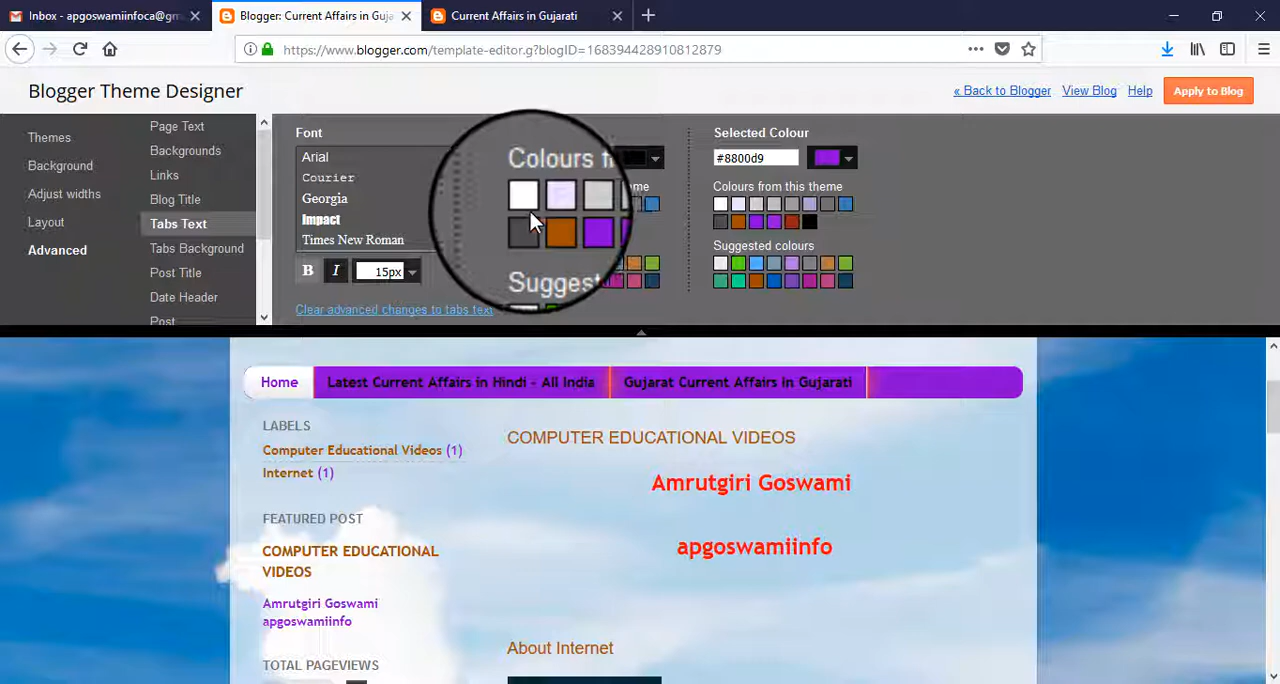 Inbox - apgoswamiinfoca@gm
Blogger: Current Affairs in Guja
Current Affairs in Gujarati
https://www.blogger.com/template-editor.g?blogID=168394428910812879
Blogger Theme Designer
« Back to Blogger
View Blog
Help
Apply to Blog
Themes
Background
Adjust widths
Layout
Advanced
Page Text
Backgrounds
Links
Blog Title
Tabs Text
Tabs Background
Post Title
Date Header
Post
Font
Arial
Courier
Georgia
Impact
Times New Roman
B I 15px
Clear advanced changes to tabs text
Colours f
eme
Suggest
Selected Colour
#8800d9
Colours from this theme
Suggested colours
Home
Latest Current Affairs in Hindi - All India
Gujarat Current Affairs in Gujarati
LABELS
Computer Educational Videos (1)
Internet (1)
FEATURED POST
COMPUTER EDUCATIONAL
VIDEOS
Amrutgiri Goswami
apgoswamiinfo
TOTAL PAGEVIEWS
COMPUTER EDUCATIONAL VIDEOS
Amrutgiri Goswami
apgoswamiinfo
About Internet